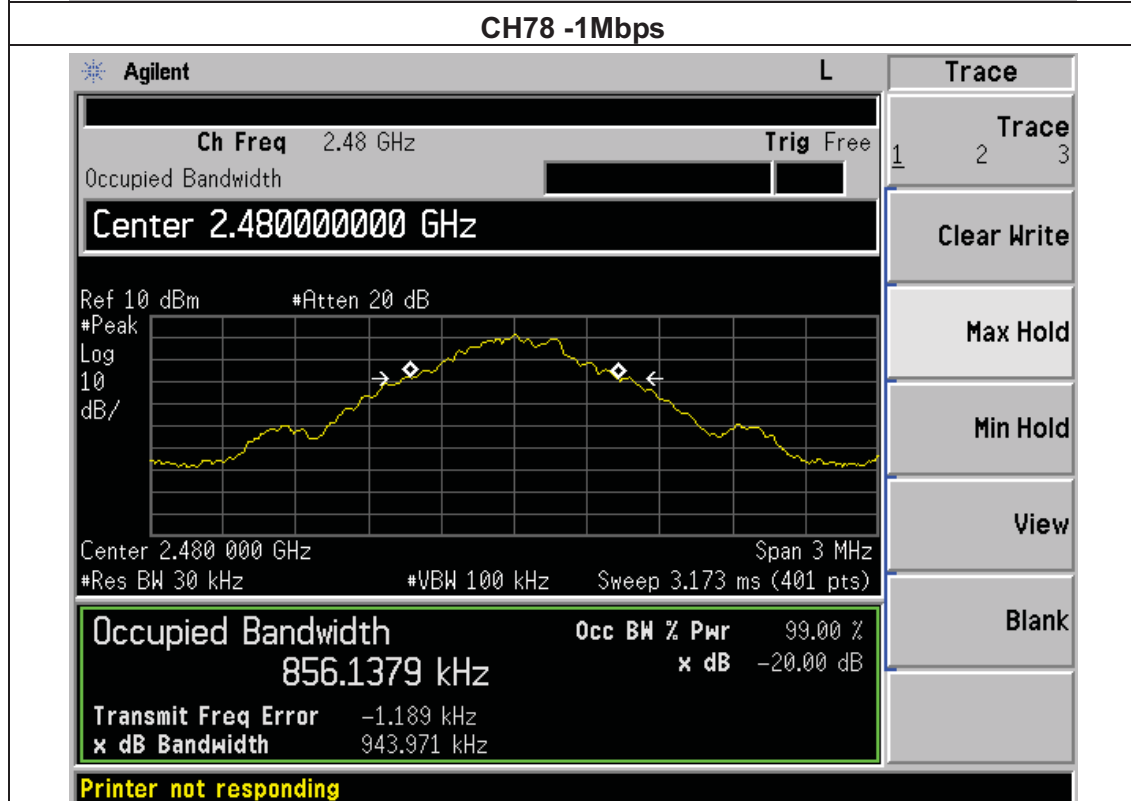 CH78 -1Mbps
Agilent L Trace
Ch Freq 2.48 GHz Trig Free
Occupied Bandwidth
Center 2.480000000 GHz
Ref 10 dBm #Atten 20 dB
#Peak
Log
10
dB/
Center 2.480 000 GHz Span 3 MHz
#Res BW 30 kHz #VBW 100 kHz Sweep 3.173 ms (401 pts)
Occupied Bandwidth Occ BW % Pwr 99.00 %
856.1379 kHz x dB -20.00 dB
Transmit Freq Error -1.189 kHz
x dB Bandwidth 943.971 kHz
Printer not responding
Trace
1 2 3
Clear Write
Max Hold
Min Hold
View
Blank